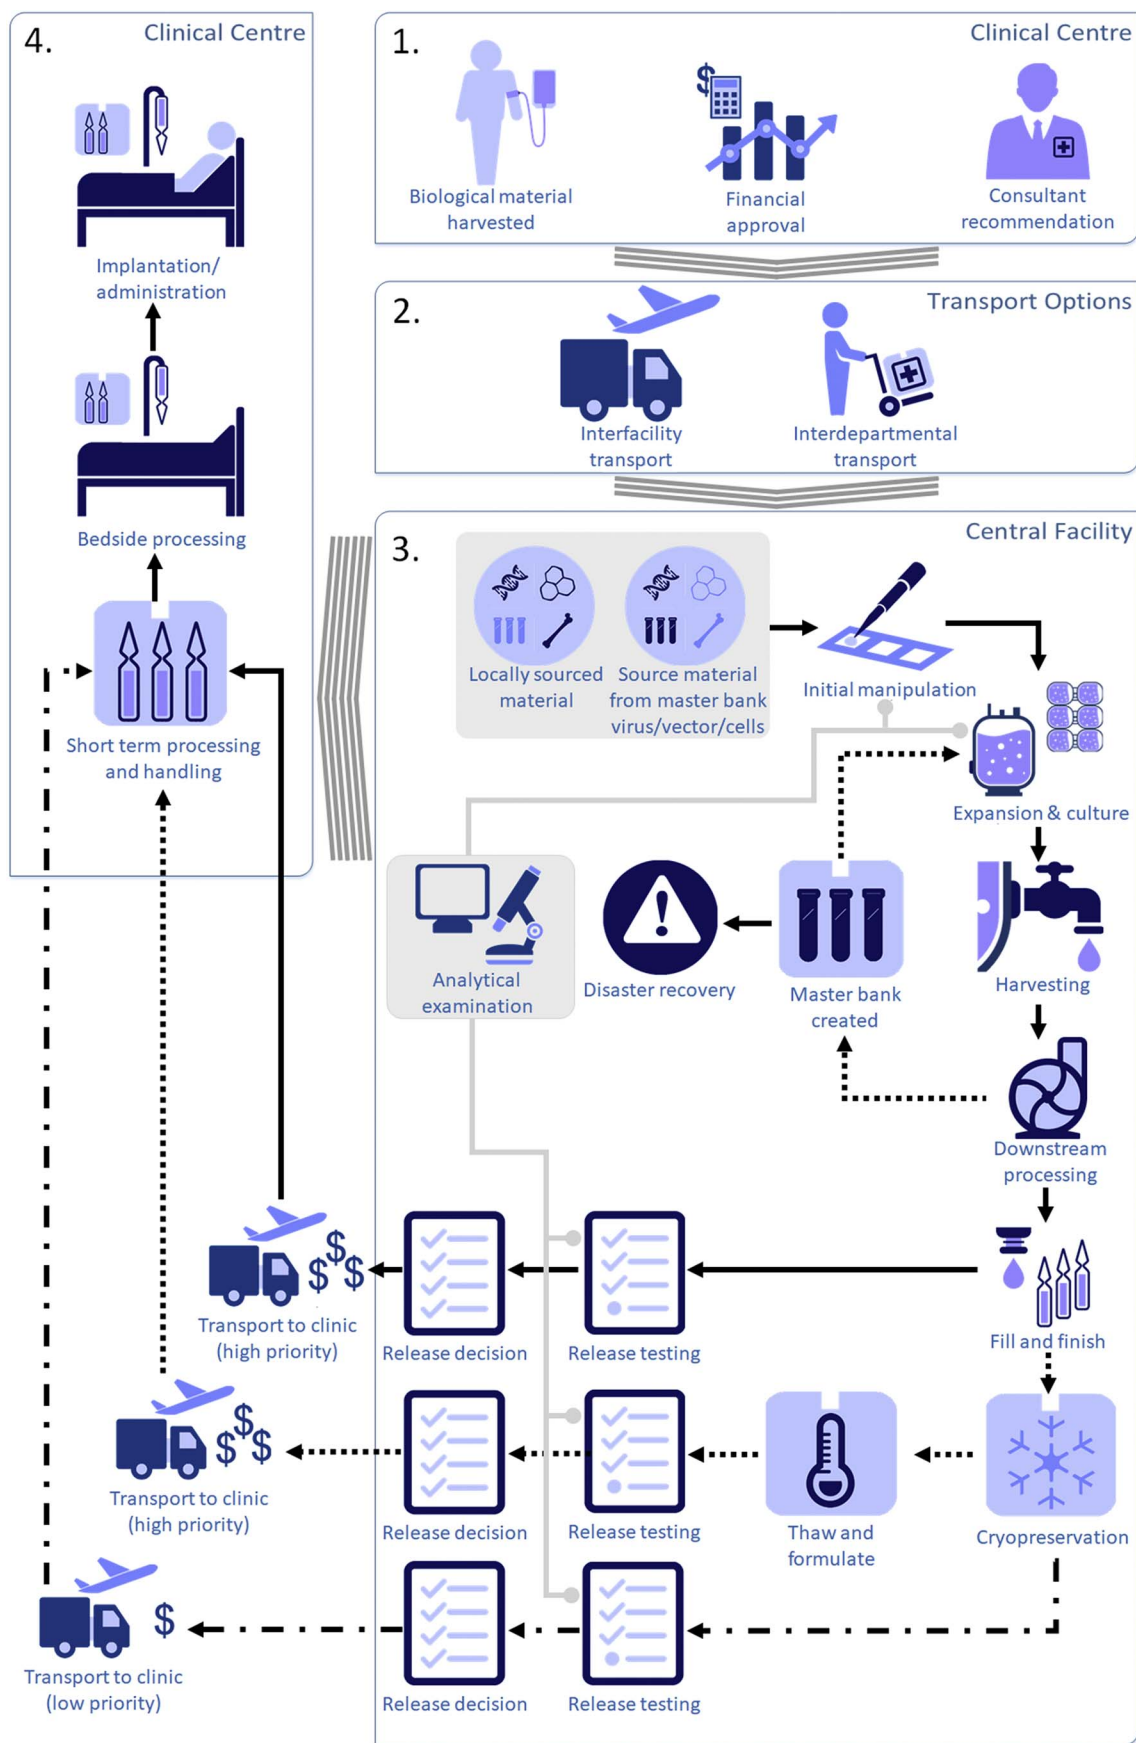 4.
Clinical Centre
Implantation/
administration
Bedside processing
Short term processing
and handling
1.
Clinical Centre
$
Biological material
harvested
Financial
approval
Consultant
recommendation
2.
Transport Options
Interfacility
transport
Interdepartmental
transport
3.
Central Facility
Locally sourced
material
Source material
from master bank
virus/vector/cells
Initial manipulation
Expansion & culture
Analytical
examination
!
Disaster recovery
Master bank
created
Harvesting
Downstream
processing
Fill and finish
Release testing
Release decision
$$$
Transport to clinic
(high priority)
Cryopreservation
Thaw and
formulate
Release testing
Release decision
$$$
Transport to clinic
(high priority)
Release testing
Release decision
$
Transport to clinic
(low priority)